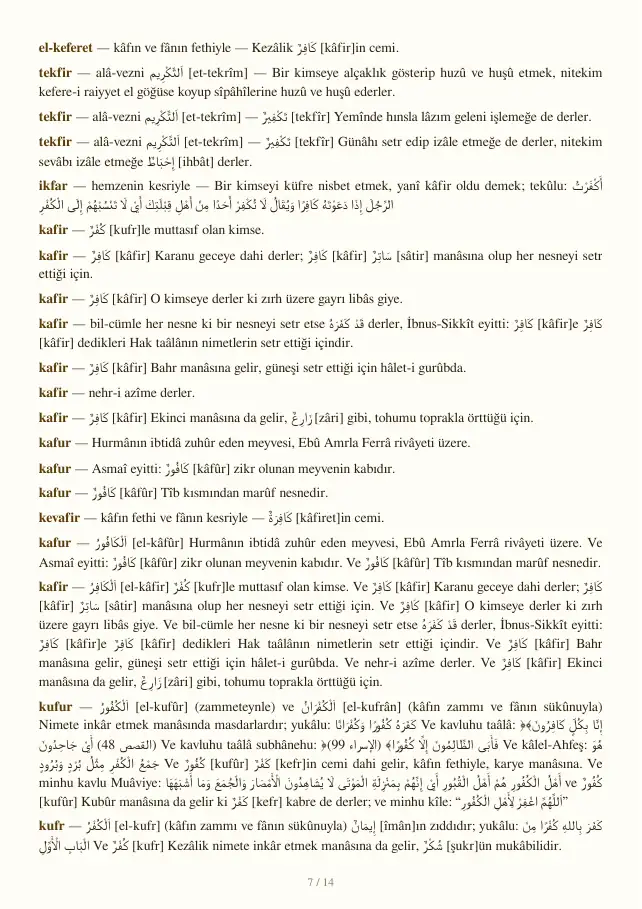 el-keferet — kâfın ve fânın fethiyle — Kezâlik كَافِرٌ [kâfir]in cemi.
tekfir — alâ-vezni اَلتَّكْرِيم [et-tekrîm] — Bir kimseye alçaklık gösterip huzû ve huşû etmek, nitekim
kefere-i raiyyet el göğüse koyup sîpâhîlerine huzû ve huşû ederler.
tekfir — alâ-vezni اَلتَّكْرِيم [et-tekrîm] — تَكْفِيرٌ [tekfîr] Yemînde hınsla lâzım geleni işlemeğe de derler.
tekfir — alâ-vezni اَلتَّكْرِيم [et-tekrîm] — تَكْفِيرٌ [tekfîr] Günâhı setr edip izâle etmeğe de derler, nitekim
sevâbı izâle etmeğe إِحْبَاطٌ [ihbât] derler.
ikfar — hemzenin kesriyle — Bir kimseyi küfre nisbet etmek, yanî kâfir oldu demek; tekûlu: أَكْفَرْتُ
الرَّجُلَ إِذَا دَعَوْتَهُ كَافِرًا وَيُقَالُ لَا تُكْفِرْ أَحَدًا مِنْ أَهْلِ قِبْلَتِكَ أَيْ لَا تَنْسُبْهُمْ إِلَى الْكُفْرِ
kafir — كُفْرٌ [kufr]le muttasıf olan kimse.
kafir — كَافِرٌ [kâfir] Karanu geceye dahi derler; كَافِرٌ [kâfir] سَاتِرٌ [sâtir] manâsına olup her nesneyi setr
ettiği için.
kafir — كَافِرٌ [kâfir] O kimseye derler ki zırh üzere gayrı libâs giye.
kafir — bil-cümle her nesne ki bir nesneyi setr etse قَدْ كَفَرَهُ derler, İbnus-Sikkît eyitti: كَافِرٌ [kâfir]e كَافِرٌ
[kâfir] dedikleri Hak taâlânın nimetlerin setr ettiği içindir.
kafir — كَافِرٌ [kâfir] Bahr manâsına gelir, güneşi setr ettiği için hâlet-i gurûbda.
kafir — nehr-i azîme derler.
kafir — كَافِرٌ [kâfir] Ekinci manâsına da gelir, زَارِعٌ [zâri] gibi, tohumu toprakla örttüğü için.
kafur — Hurmânın ibtidâ zuhûr eden meyvesi, Ebû Amrla Ferrâ rivâyeti üzere.
kafur — Asmaî eyitti: كَافُورٌ [kâfûr] zikr olunan meyvenin kabıdır.
kafur — كَافُورٌ [kâfûr] Tîb kısmından marûf nesnedir.
kevafir — kâfın fethi ve fânın kesriyle — كَافِرَةٌ [kâfiret]in cemi.
kafur — اَلْكَافُورُ [el-kâfûr] Hurmânın ibtidâ zuhûr eden meyvesi, Ebû Amrla Ferrâ rivâyeti üzere. Ve
Asmaî eyitti: كَافُورٌ [kâfûr] zikr olunan meyvenin kabıdır. Ve كَافُورٌ [kâfûr] Tîb kısmından marûf nesnedir.
kafir — اَلْكَافِرُ [el-kâfir] كُفْرٌ [kufr]le muttasıf olan kimse. Ve كَافِرٌ [kâfir] Karanu geceye dahi derler; كَافِرٌ
[kâfir] سَاتِرٌ [sâtir] manâsına olup her nesneyi setr ettiği için. Ve كَافِرٌ [kâfir] O kimseye derler ki zırh
üzere gayrı libâs giye. Ve bil-cümle her nesne ki bir nesneyi setr etse قَدْ كَفَرَهُ derler, İbnus-Sikkît eyitti:
كَافِرٌ [kâfir]e كَافِرٌ [kâfir] dedikleri Hak taâlânın nimetlerin setr ettiği içindir. Ve كَافِرٌ [kâfir] Bahr
manâsına gelir, güneşi setr ettiği için hâlet-i gurûbda. Ve nehr-i azîme derler. Ve كَافِرٌ [kâfir] Ekinci
manâsına da gelir, زَارِعٌ [zâri] gibi, tohumu toprakla örttüğü için.
kufur — اَلْكُفُورُ [el-kufûr] (zammeteynle) ve اَلْكُفْرَانُ [el-kufrân] (kâfın zammı ve fânın sükûnuyla)
Nimete inkâr etmek manâsında masdarlardır; yukâlu: كَفَرَهُ كُفُورًا وَكُفْرَانًا Ve kavluhu taâlâ: ﴿إِنَّا بِكُلٍّ كَافِرُونَ﴾
(القصص 48) أَيْ جَاحِدُونَ Ve kavluhu taâlâ subhânehu: ﴿فَأَبَى الظَّالِمُونَ إِلَّا كُفُورًا﴾ (الإسراء 99) Ve kâlel-Ahfeş: هُوَ
جَمْعُ الْكُفْرِ مِثْلُ بُرْدٍ وَبُرُودٍ Ve كُفُورٌ [kufûr] كَفْرٌ [kefr]in cemi dahi gelir, kâfın fethiyle, karye manâsına. Ve
minhu kavlu Muâviye: أَهْلُ الْكُفُورِ هُمْ أَهْلُ الْقُبُورِ أَيْ إِنَّهُمْ بِمَنْزِلَةِ الْمَوْتَى لَا يُشَاهِدُونَ الْأَمْصَارَ وَالْجُمَعَ وَمَا أَشْبَهَهَا ve كُفُورٌ
[kufûr] Kubûr manâsına da gelir ki كَفْرٌ [kefr] kabre de derler; ve minhu kîle: “اَللّٰهُمَّ اغْفِرْ لِأَهْلِ الْكُفُورِ”
kufr — اَلْكُفْرُ [el-kufr] (kâfın zammı ve fânın sükûnuyla) إِيمَانٌ [îmân]ın zıddıdır; yukâlu: كَفَرَ بِاللهِ كُفْرًا مِنْ
الْبَابِ الْأَوَّلِ Ve كُفْرٌ [kufr] Kezâlik nimete inkâr etmek manâsına da gelir, شُكْرٌ [şukr]ün mukâbilidir.
7 / 14